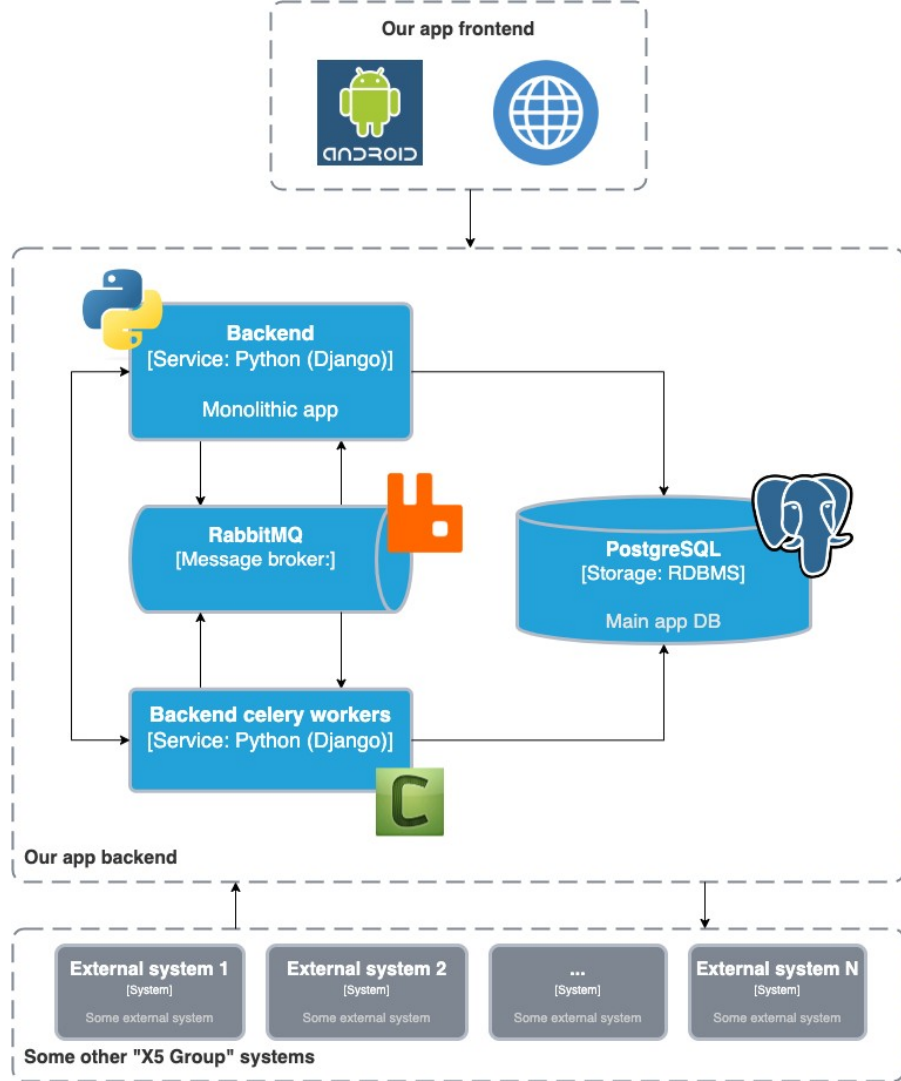 Our app frontend
ANDROID
Backend
[Service: Python (Django)]
Monolithic app
RabbitMQ
[Message broker:]
PostgreSQL
[Storage: RDBMS]
Main app DB
Backend celery workers
[Service: Python (Django)]
C
Our app backend
External system 1
[System]
Some external system
External system 2
[System]
Some external system
...
[System]
Some external system
External system N
[System]
Some external system
Some other "X5 Group" systems